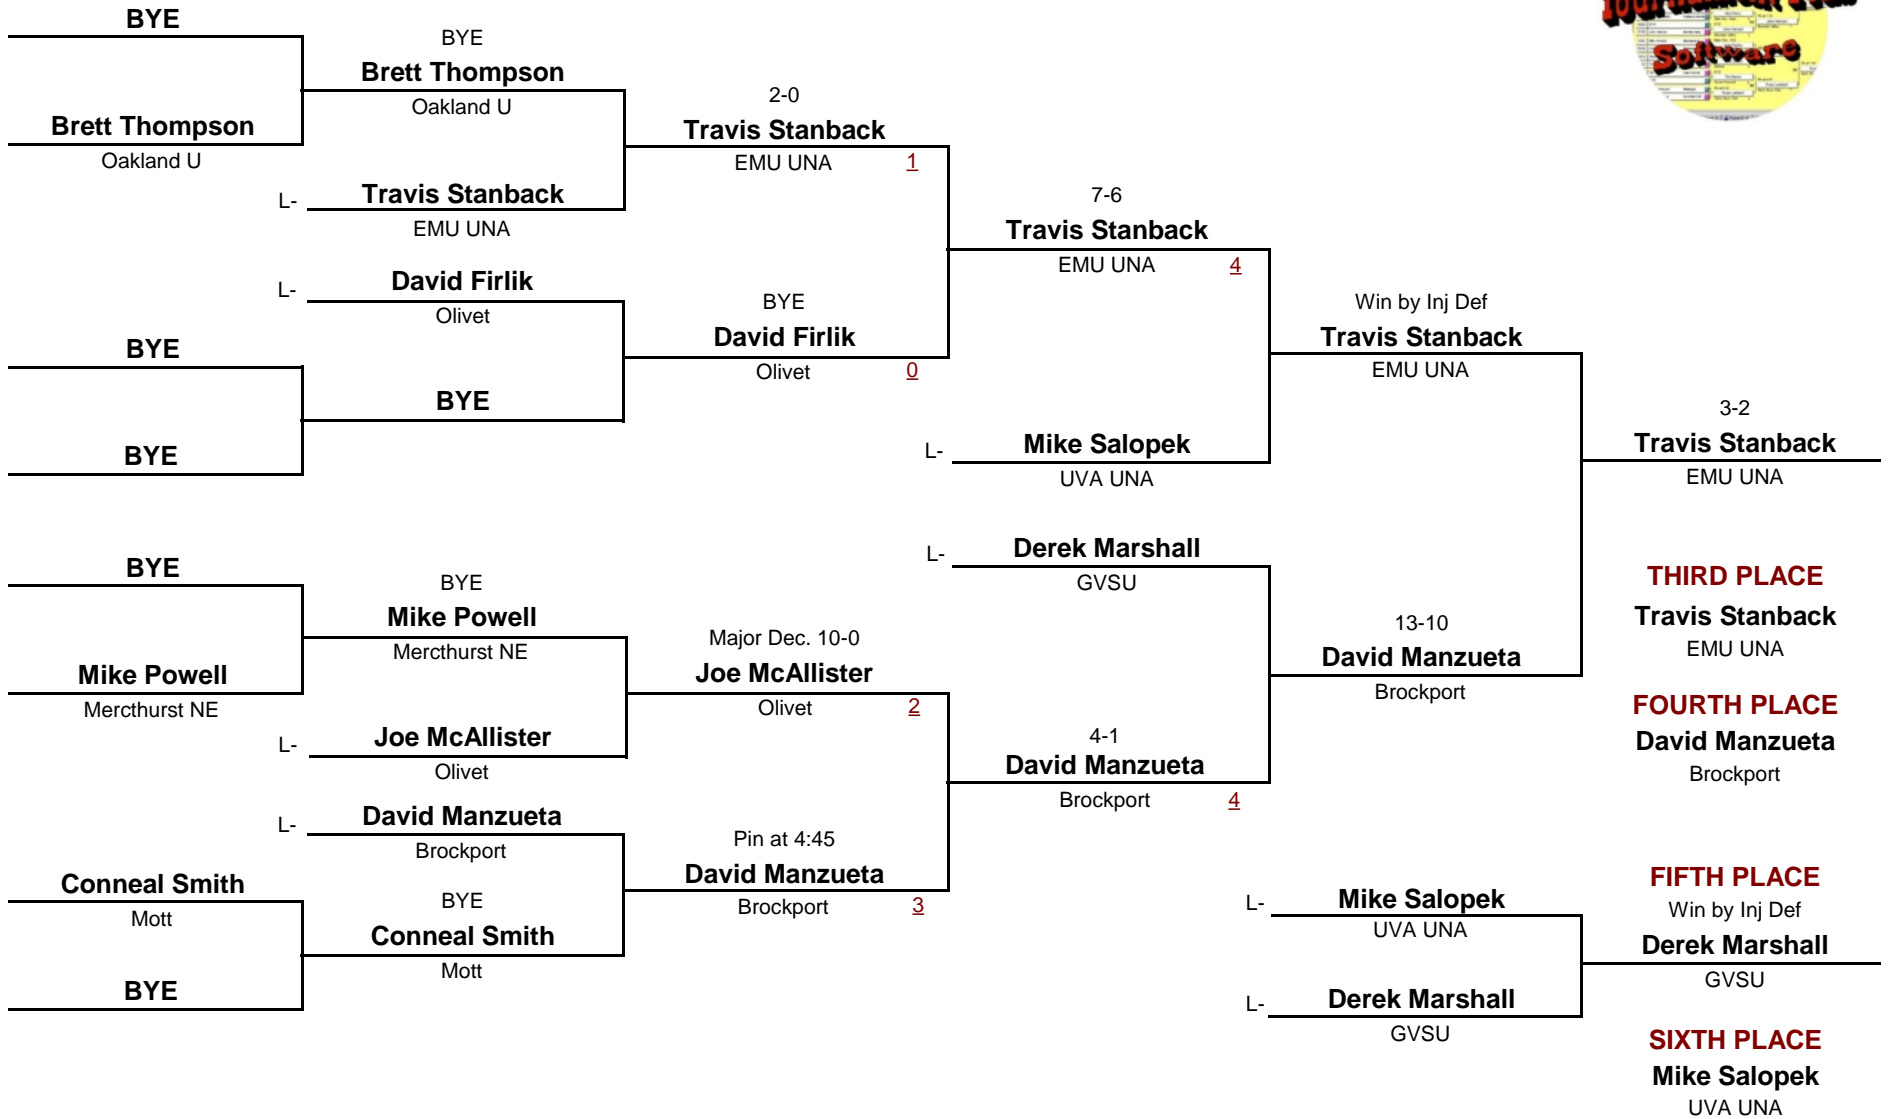 BYE
Brett Thompson
Oakland U
BYE
BYE
BYE
Mike Powell
Mercthurst NE
Conneal Smith
Mott
BYE
BYE
Brett Thompson
Oakland U
L-
Travis Stanback
EMU UNA
L-
David Firlik
Olivet
BYE
BYE
Mike Powell
Mercthurst NE
L-
Joe McAllister
Olivet
L-
David Manzueta
Brockport
BYE
Conneal Smith
Mott
2-0
Travis Stanback
EMU UNA 1
BYE
David Firlik
Olivet 0
Major Dec. 10-0
Joe McAllister
Olivet 2
Pin at 4:45
David Manzueta
Brockport 3
7-6
Travis Stanback
EMU UNA 4
L-
Mike Salopek
UVA UNA
L-
Derek Marshall
GVSU
4-1
David Manzueta
Brockport 4
Win by Inj Def
Travis Stanback
EMU UNA
13-10
David Manzueta
Brockport
L-
Mike Salopek
UVA UNA
L-
Derek Marshall
GVSU
Software
3-2
Travis Stanback
EMU UNA
THIRD PLACE
Travis Stanback
EMU UNA
FOURTH PLACE
David Manzueta
Brockport
FIFTH PLACE
Win by Inj Def
Derek Marshall
GVSU
SIXTH PLACE
Mike Salopek
UVA UNA